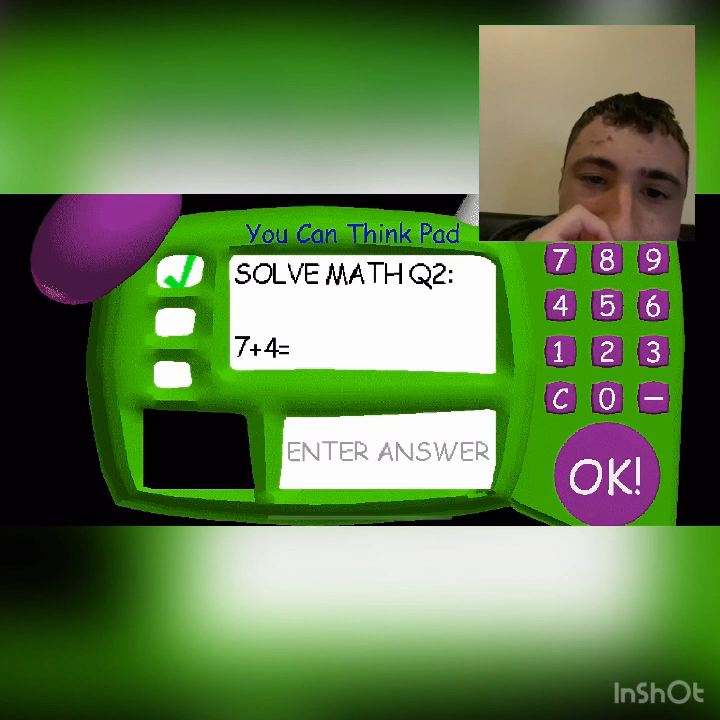 You Can Think Pad
SOLVE MATH Q2:
7+4=
ENTER ANSWER
7 8 9
4 5 6
1 2 3
C 0 −
OK!
InShOt